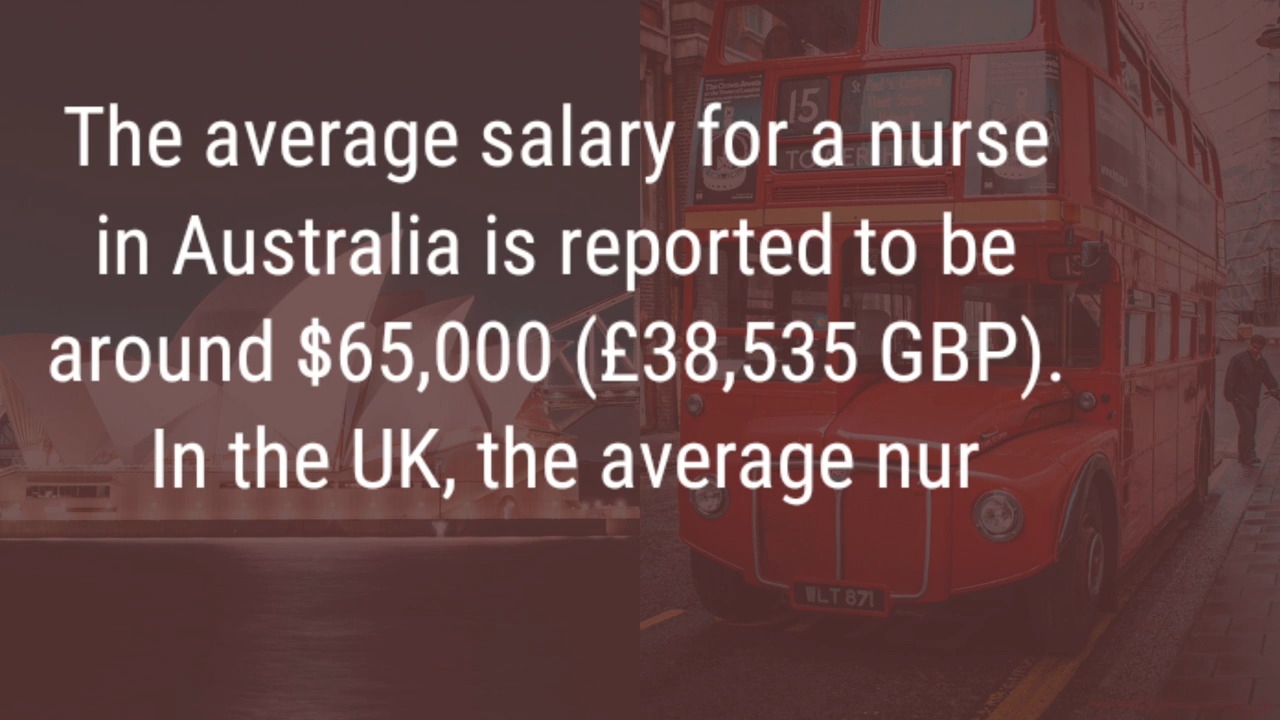 The average salary for a nurse
in Australia is reported to be
around $65,000 (£38,535 GBP).
In the UK, the average nur
15
WLT 871